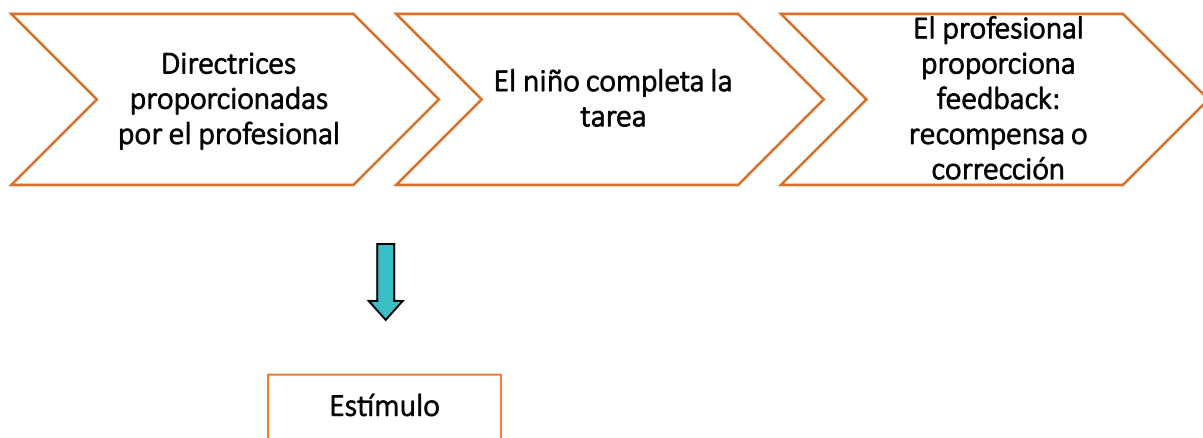 Directrices
proporcionadas
por el profesional
El niño completa la
tarea
El profesional
proporciona
feedback:
recompensa o
corrección
Estímulo